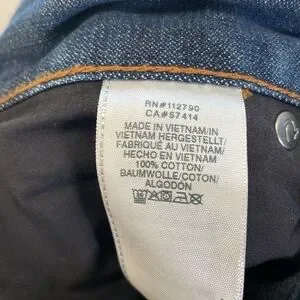 RN#112790
CA#57414
MADE IN VIETNAM/IN
VIETNAM HERGESTELLT/
FABRIQUÉ AU VIETNAM/
HECHO EN VIETNAM
100% COTTON/
BAUMWOLLE/COTON/
ALGODÓN